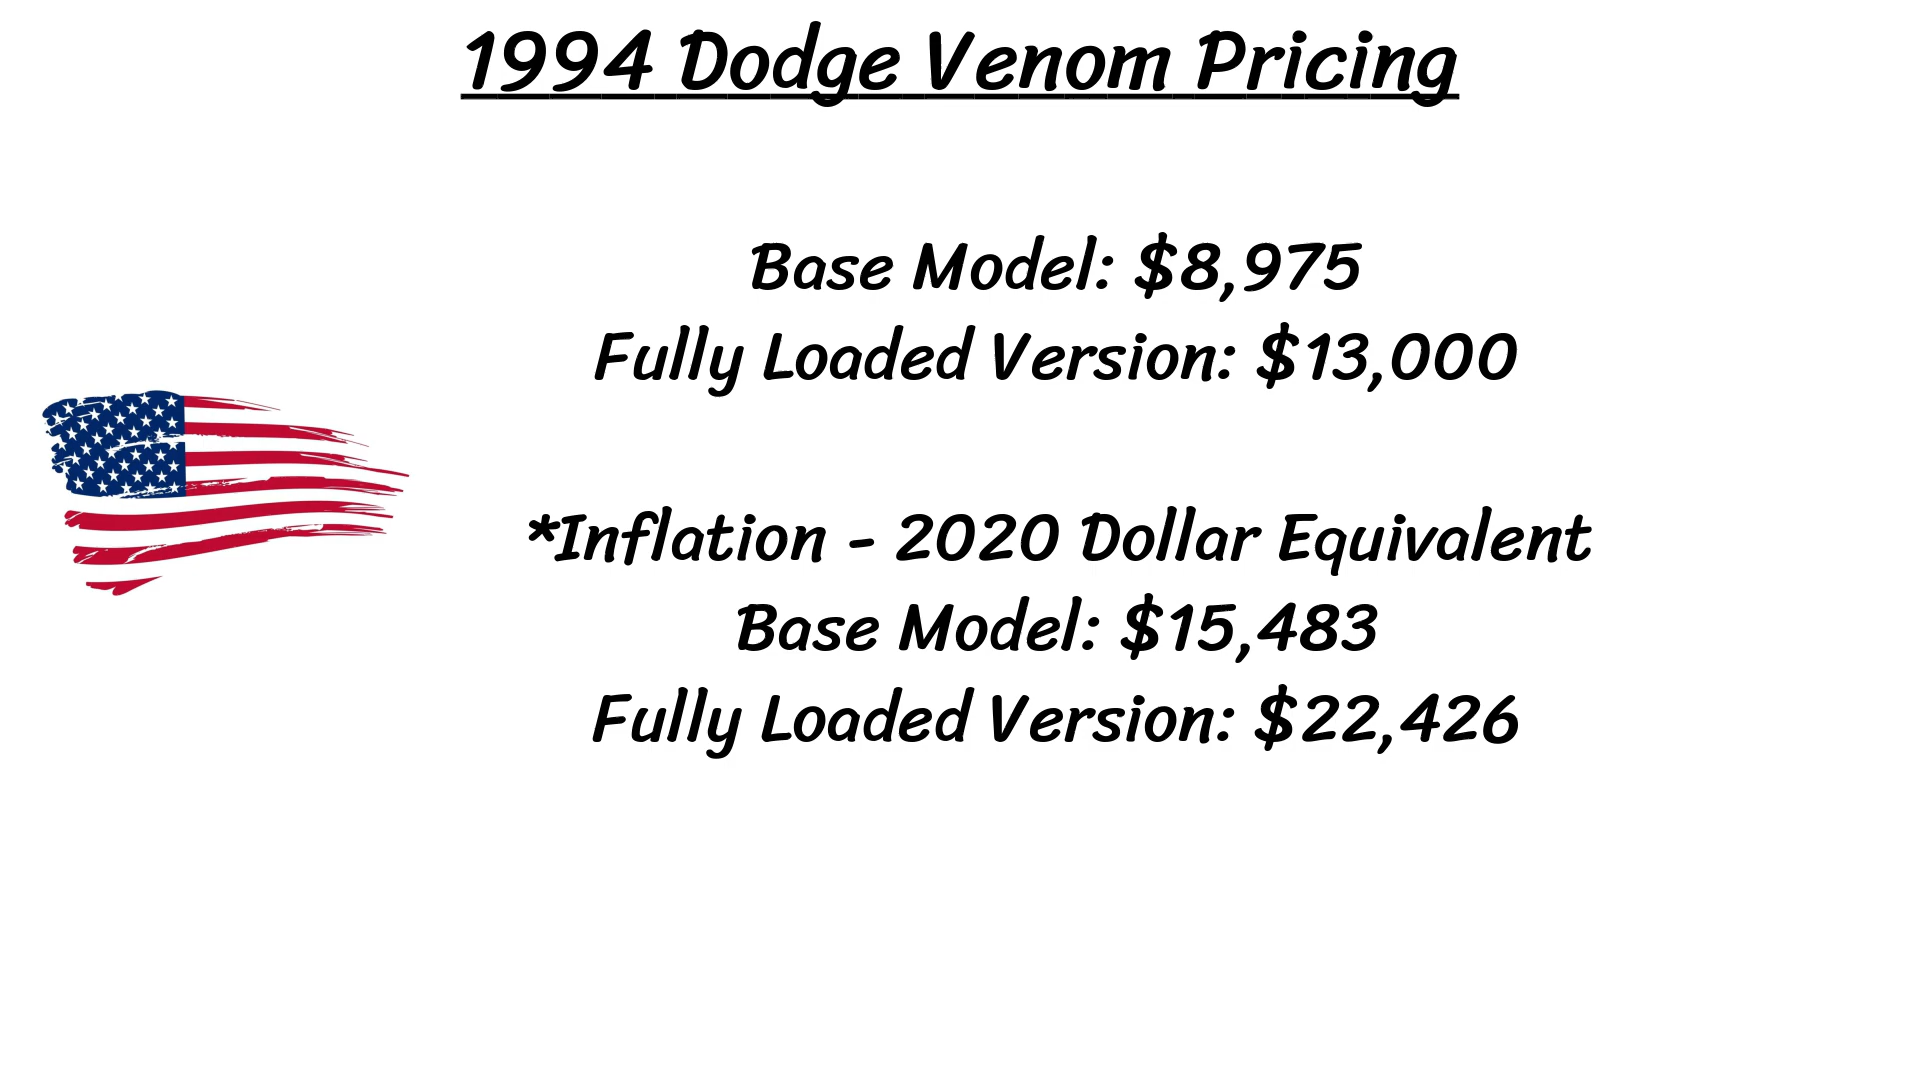 1994 Dodge Venom Pricing
Base Model: $8,975
Fully Loaded Version: $13,000
*Inflation - 2020 Dollar Equivalent
Base Model: $15,483
Fully Loaded Version: $22,426